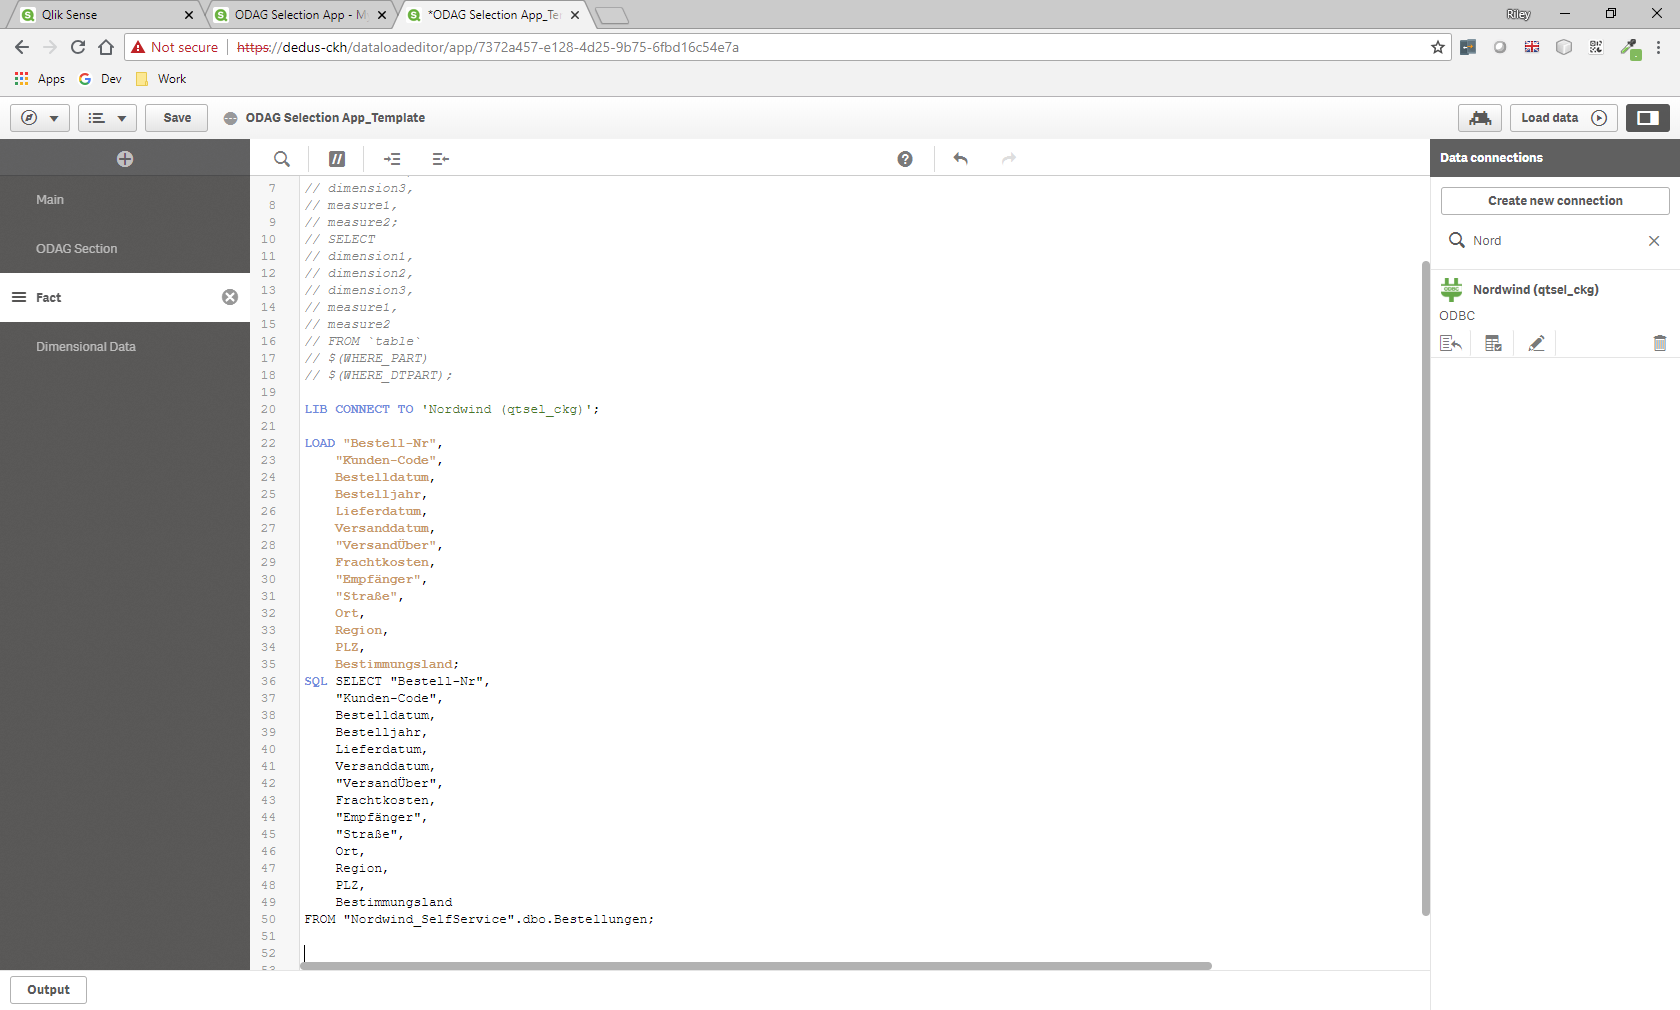 Qlik Sense
ODAG Selection App - M
*ODAG Selection App_Te
Riley
Not secure
https://dedus-ckh/dataloadeditor/app/7372a457-e128-4d25-9b75-6fbd16c54e7a
Apps
Dev
Work
Save
ODAG Selection App_Template
Load data
Main
ODAG Section
Fact
Dimensional Data
7 // dimension3,
8 // measure1,
9 // measure2;
10 // SELECT
11 // dimension1,
12 // dimension2,
13 // dimension3,
14 // measure1,
15 // measure2
16 // FROM `table`
17 // $(WHERE_PART)
18 // $(WHERE_DTPART);
19
20 LIB CONNECT TO 'Nordwind (qtsel_ckg)';
21
22 LOAD "Bestell-Nr",
23 "Kunden-Code",
24 Bestelldatum,
25 Bestelljahr,
26 Lieferdatum,
27 Versanddatum,
28 "VersandÜber",
29 Frachtkosten,
30 "Empfänger",
31 "Straße",
32 Ort,
33 Region,
34 PLZ,
35 Bestimmungsland;
36 SQL SELECT "Bestell-Nr",
37 "Kunden-Code",
38 Bestelldatum,
39 Bestelljahr,
40 Lieferdatum,
41 Versanddatum,
42 "VersandÜber",
43 Frachtkosten,
44 "Empfänger",
45 "Straße",
46 Ort,
47 Region,
48 PLZ,
49 Bestimmungsland
50 FROM "Nordwind_SelfService".dbo.Bestellungen;
51
52
53
Data connections
Create new connection
Nord
Nordwind (qtsel_ckg)
ODBC
Output